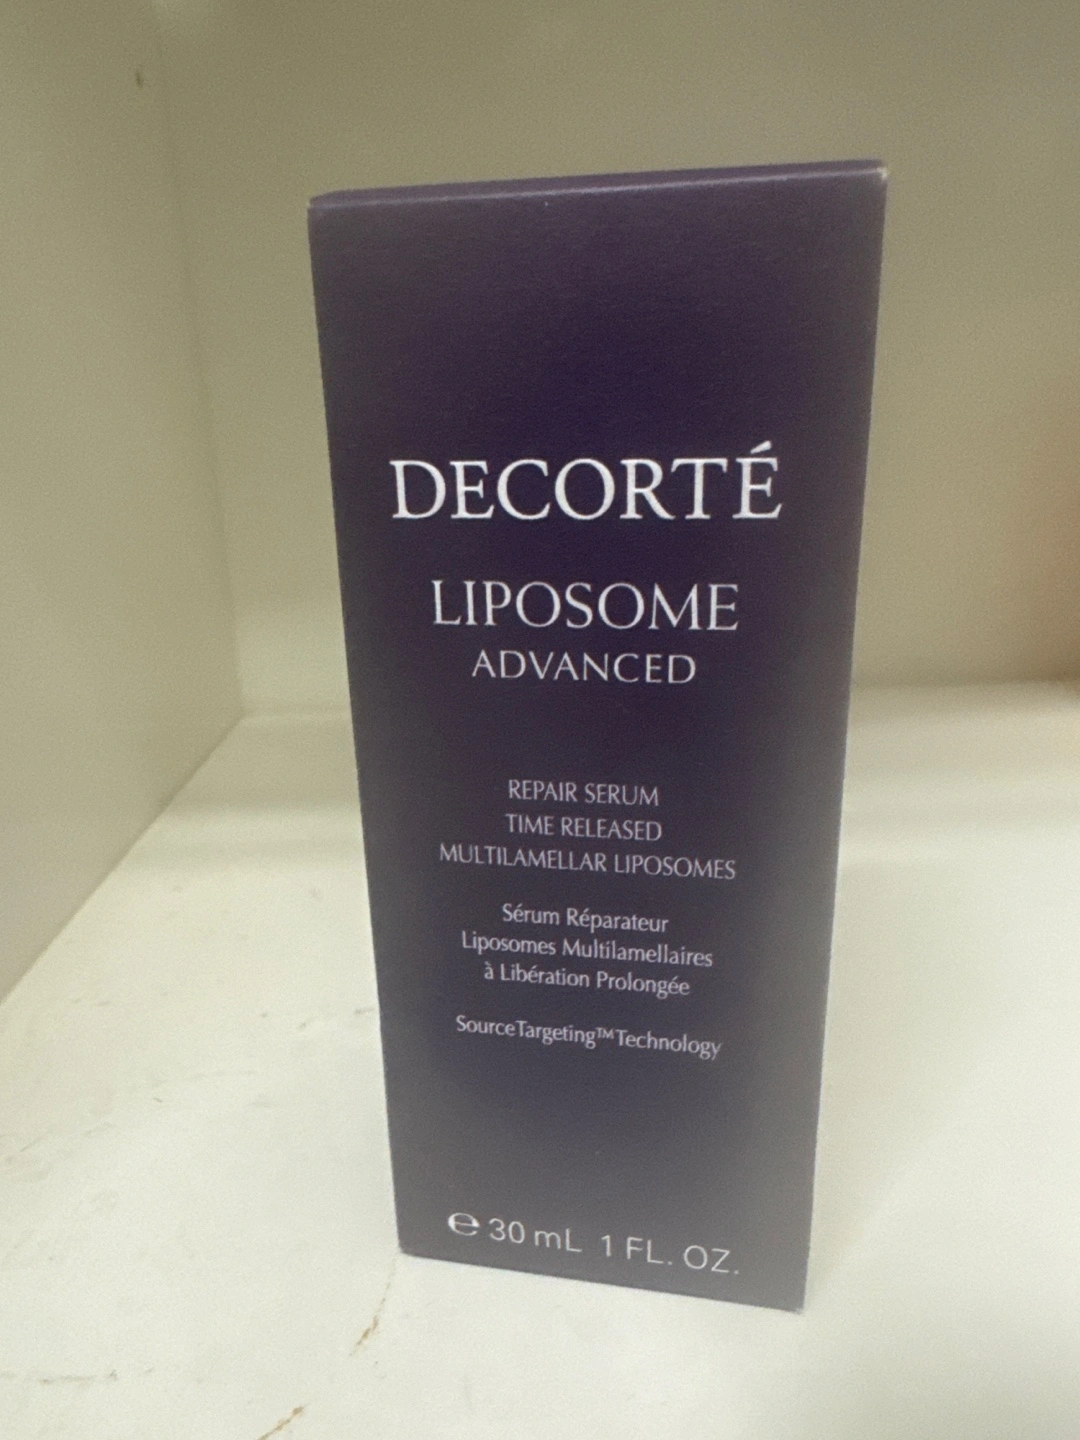 DECORTÉ
LIPOSOME
ADVANCED
REPAIR SERUM
TIME RELEASED
MULTILAMELLAR LIPOSOMES
Sérum Réparateur
Liposomes Multilamellaires
à Libération Prolongée
SourceTargeting™Technology
℮ 30 mL 1 FL. OZ.